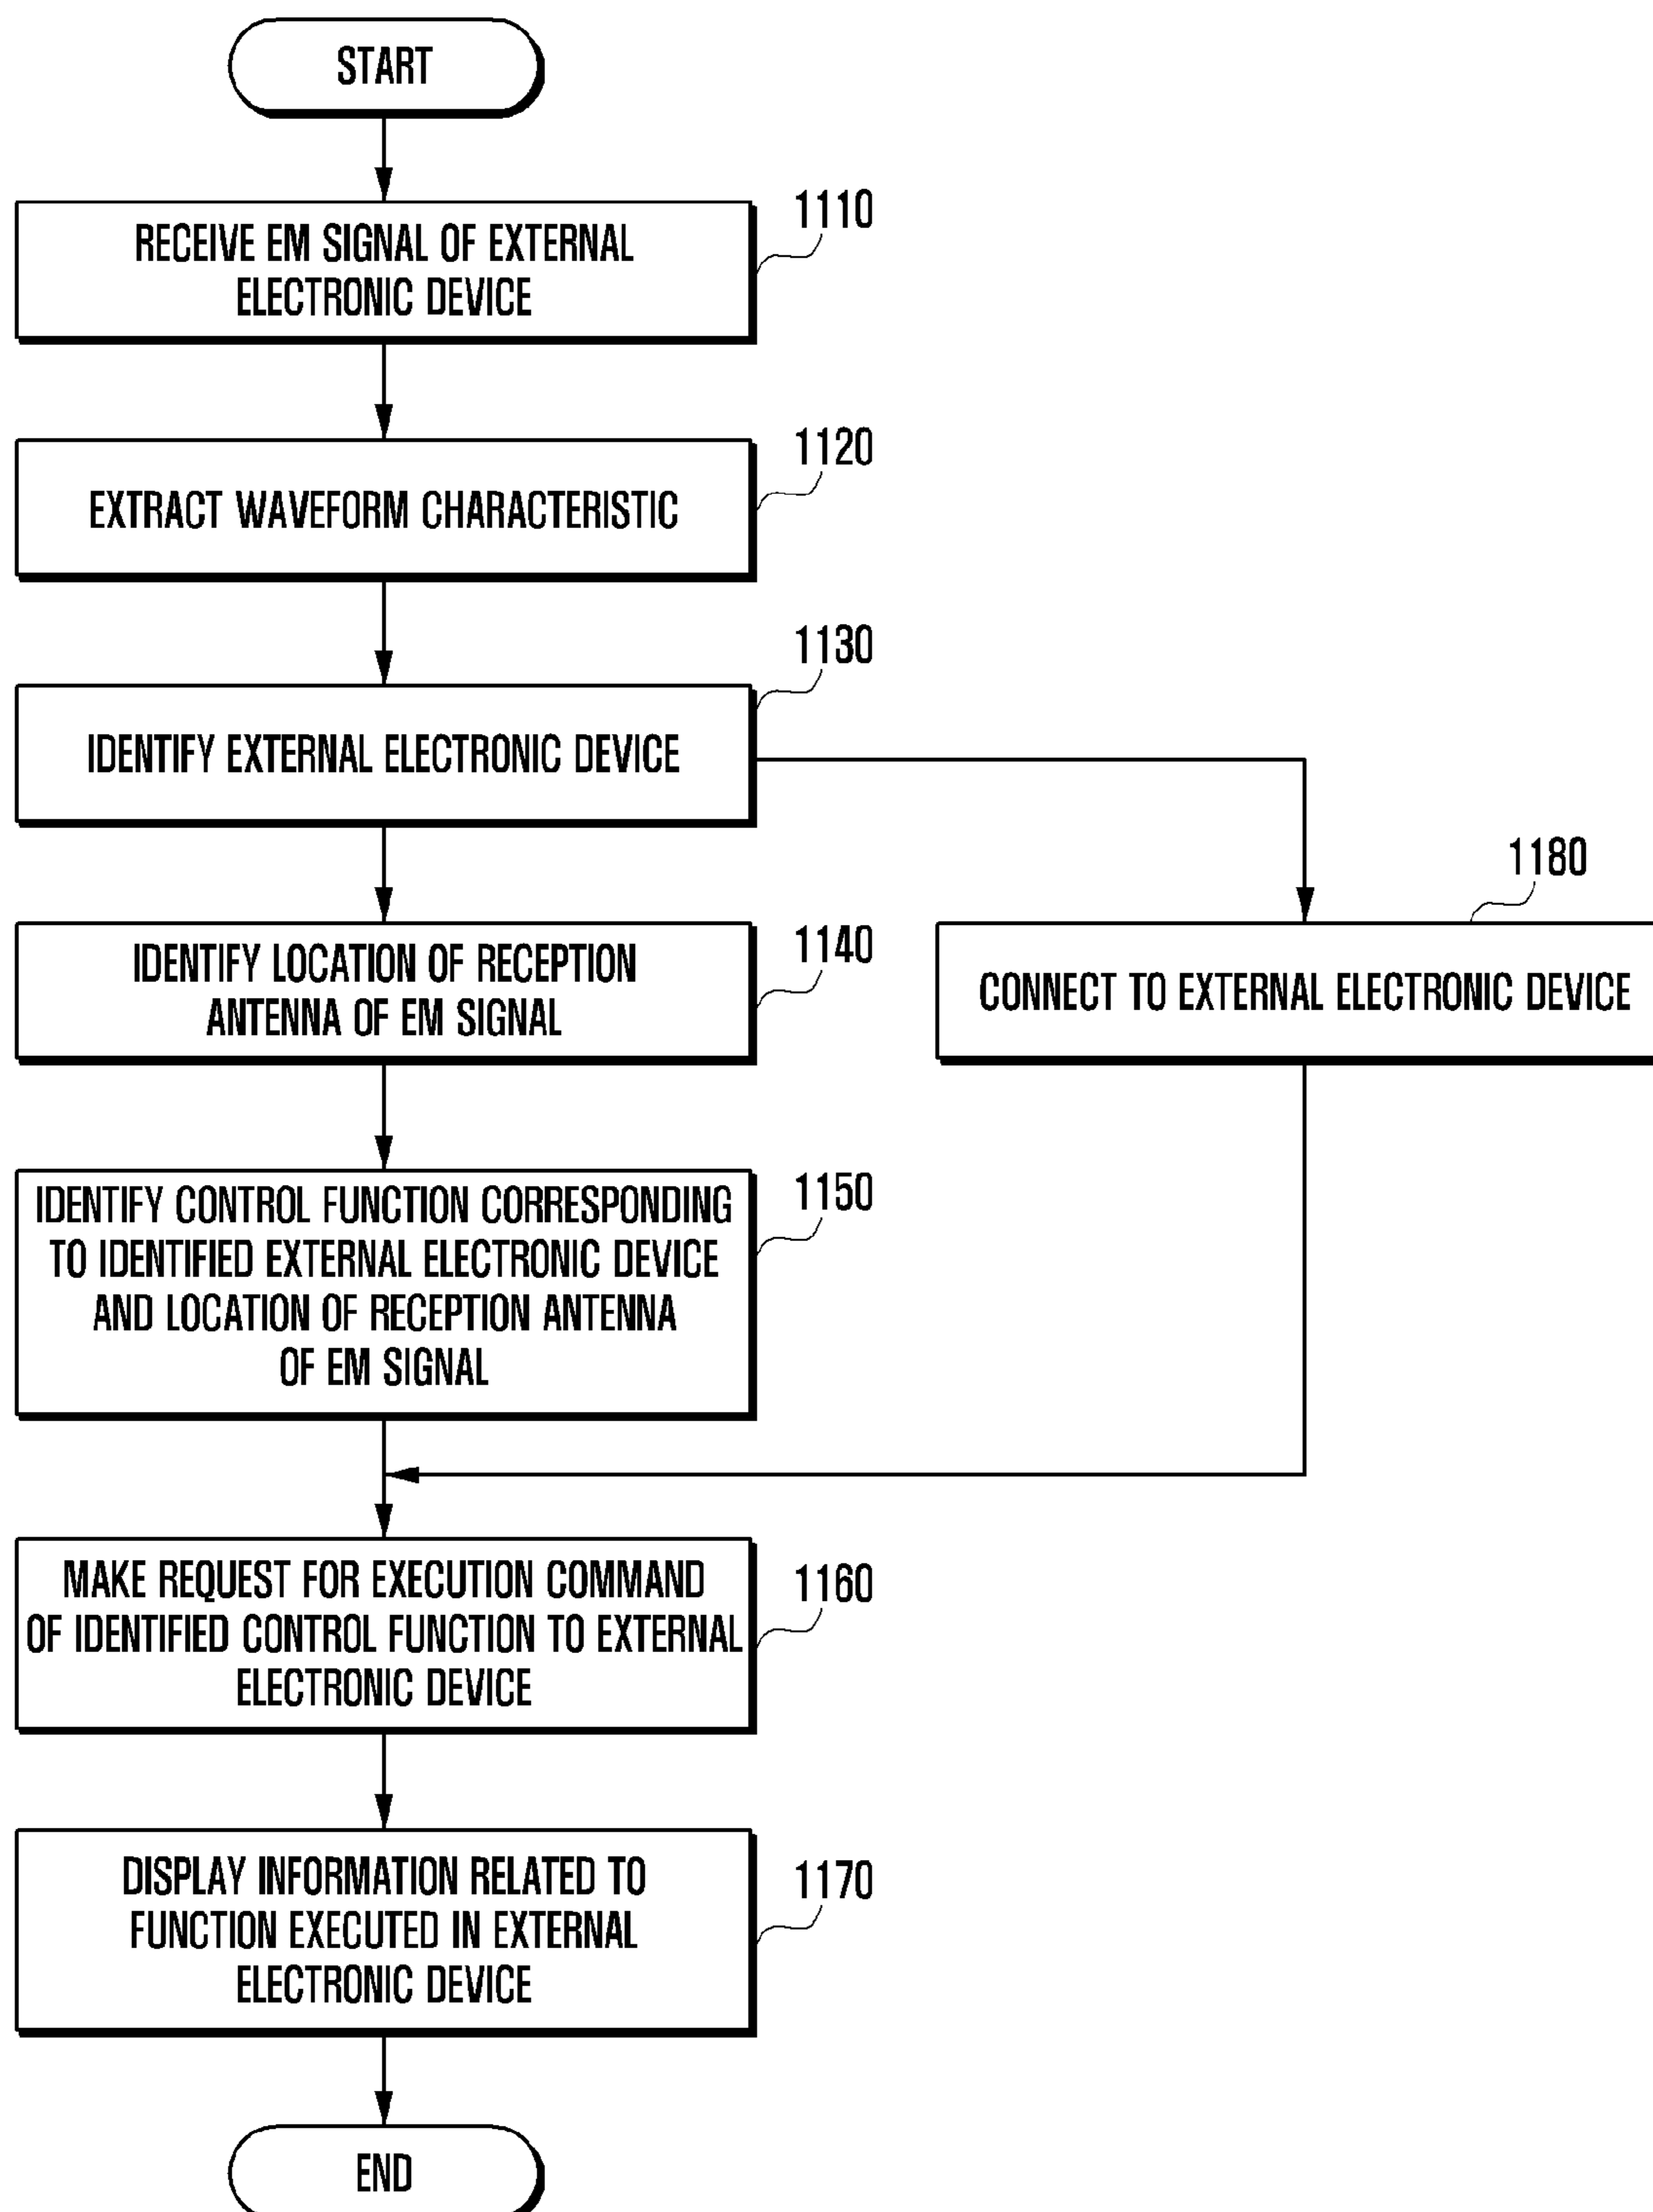 START
1110
RECEIVE EM SIGNAL OF EXTERNAL
ELECTRONIC DEVICE
1120
EXTRACT WAVEFORM CHARACTERISTIC
1130
IDENTIFY EXTERNAL ELECTRONIC DEVICE
1180
1140
IDENTIFY LOCATION OF RECEPTION
ANTENNA OF EM SIGNAL
CONNECT TO EXTERNAL ELECTRONIC DEVICE
1150
IDENTIFY CONTROL FUNCTION CORRESPONDING
TO IDENTIFIED EXTERNAL ELECTRONIC DEVICE
AND LOCATION OF RECEPTION ANTENNA
OF EM SIGNAL
1160
MAKE REQUEST FOR EXECUTION COMMAND
OF IDENTIFIED CONTROL FUNCTION TO EXTERNAL
ELECTRONIC DEVICE
1170
DISPLAY INFORMATION RELATED TO
FUNCTION EXECUTED IN EXTERNAL
ELECTRONIC DEVICE
END